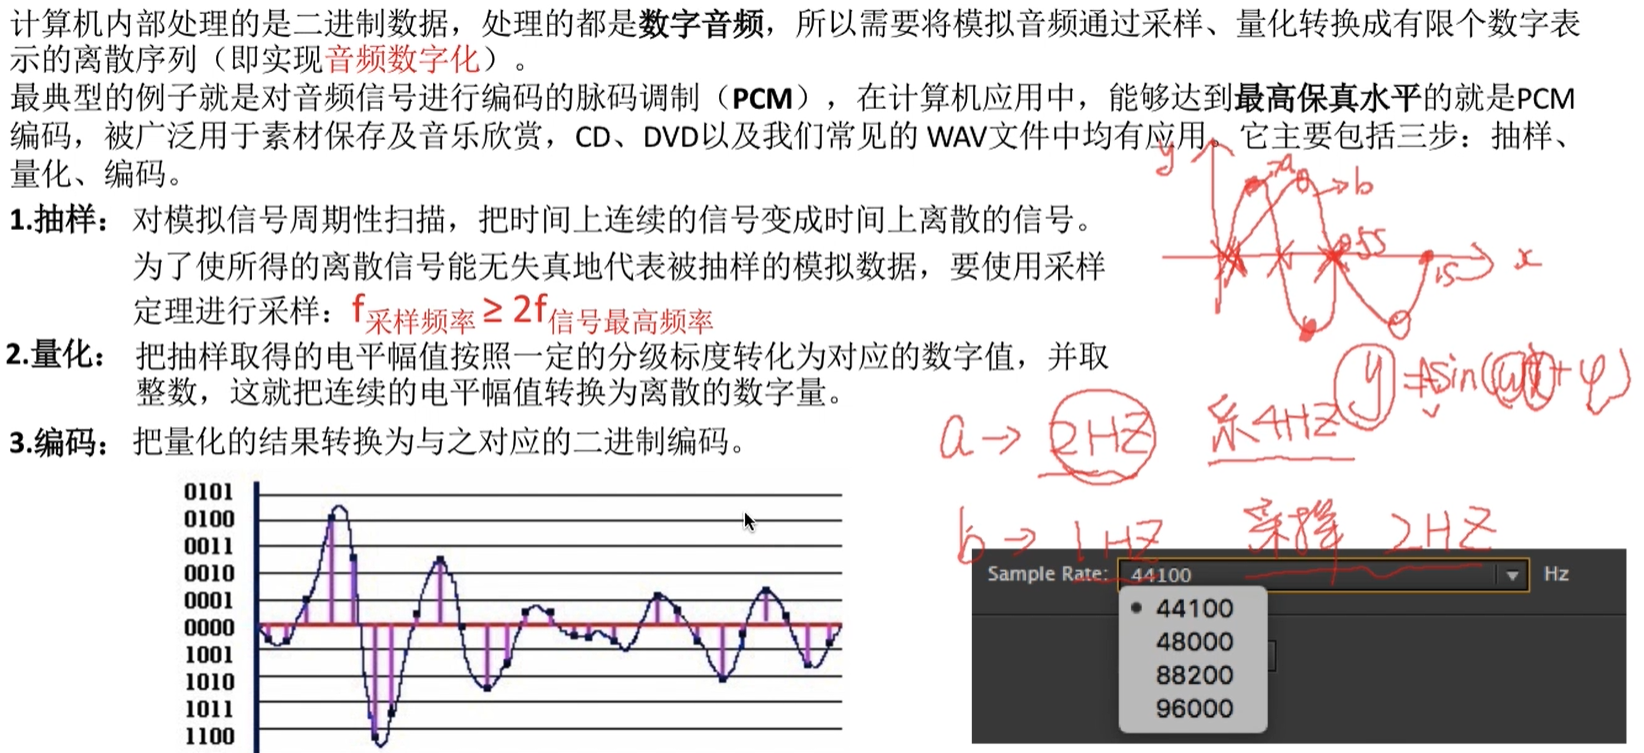 计算机内部处理的是二进制数据，处理的都是数字音频，所以需要将模拟音频通过采样、量化转换成有限个数字表
示的离散序列（即实现音频数字化）。
最典型的例子就是对音频信号进行编码的脉码调制（PCM），在计算机应用中，能够达到最高保真水平的就是PCM
编码，被广泛用于素材保存及音乐欣赏，CD、DVD以及我们常见的 WAV文件中均有应用。它主要包括三步：抽样、
量化、编码。
1.抽样：对模拟信号周期性扫描，把时间上连续的信号变成时间上离散的信号。
为了使所得的离散信号能无失真地代表被抽样的模拟数据，要使用采样
定理进行采样：f采样频率 ≥ 2f信号最高频率
2.量化：把抽样取得的电平幅值按照一定的分级标度转化为对应的数字值，并取
整数，这就把连续的电平幅值转换为离散的数字量。
3.编码：把量化的结果转换为与之对应的二进制编码。
y
a
b
0.5s
1s
x
y=Asin(ωx+φ)
a→ 2HZ 采4HZ
b→ 1HZ 采样 2HZ
0101
0100
0011
0010
0001
0000
1001
1010
1011
1100
Sample Rate: 44100 Hz
44100
48000
88200
96000